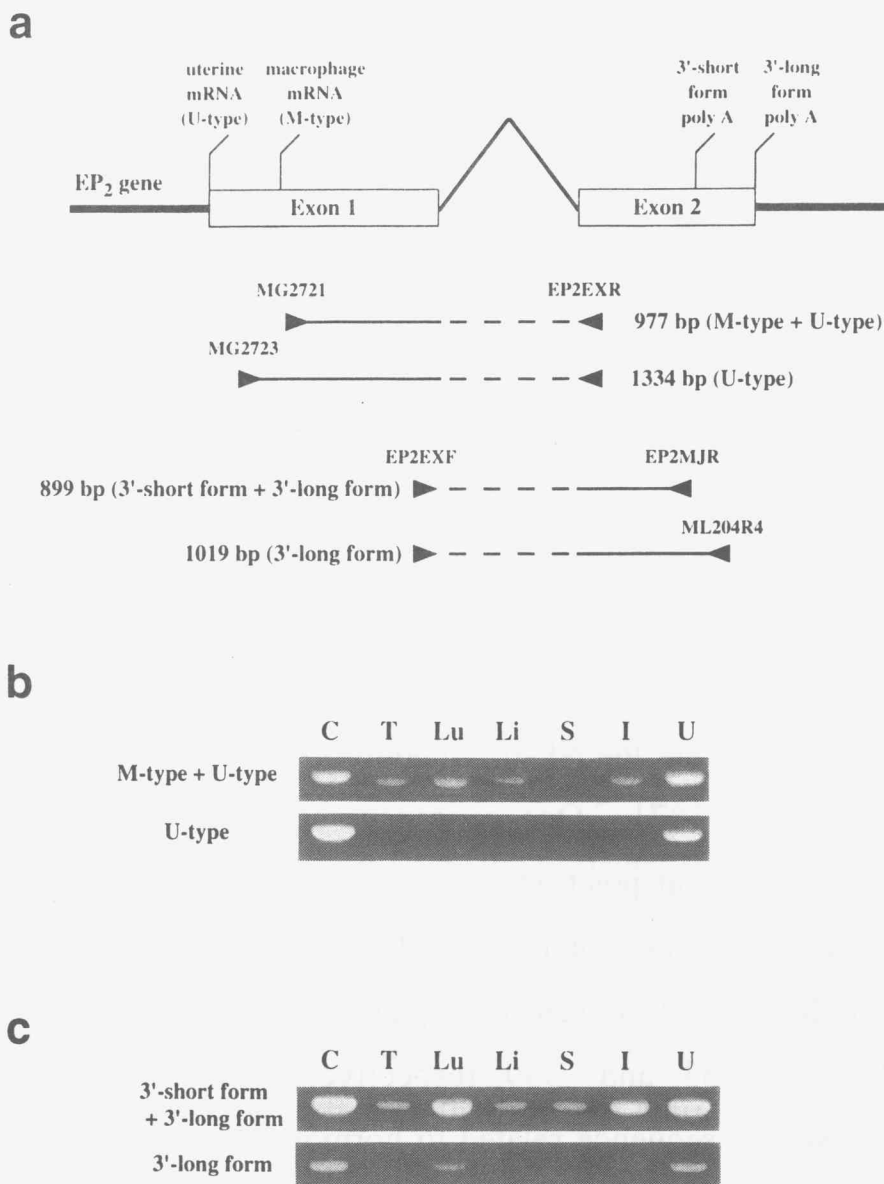 a
uterine mRNA (U-type)
macrophage mRNA (M-type)
3'-short form poly A
3'-long form poly A
EP2 gene
Exon 1
Exon 2
MG2721
EP2EXR
977 bp (M-type + U-type)
MG2723
1334 bp (U-type)
EP2EXF
EP2MJR
899 bp (3'-short form + 3'-long form)
ML204R4
1019 bp (3'-long form)
b
C T Lu Li S I U
M-type + U-type
U-type
c
C T Lu Li S I U
3'-short form
+ 3'-long form
3'-long form